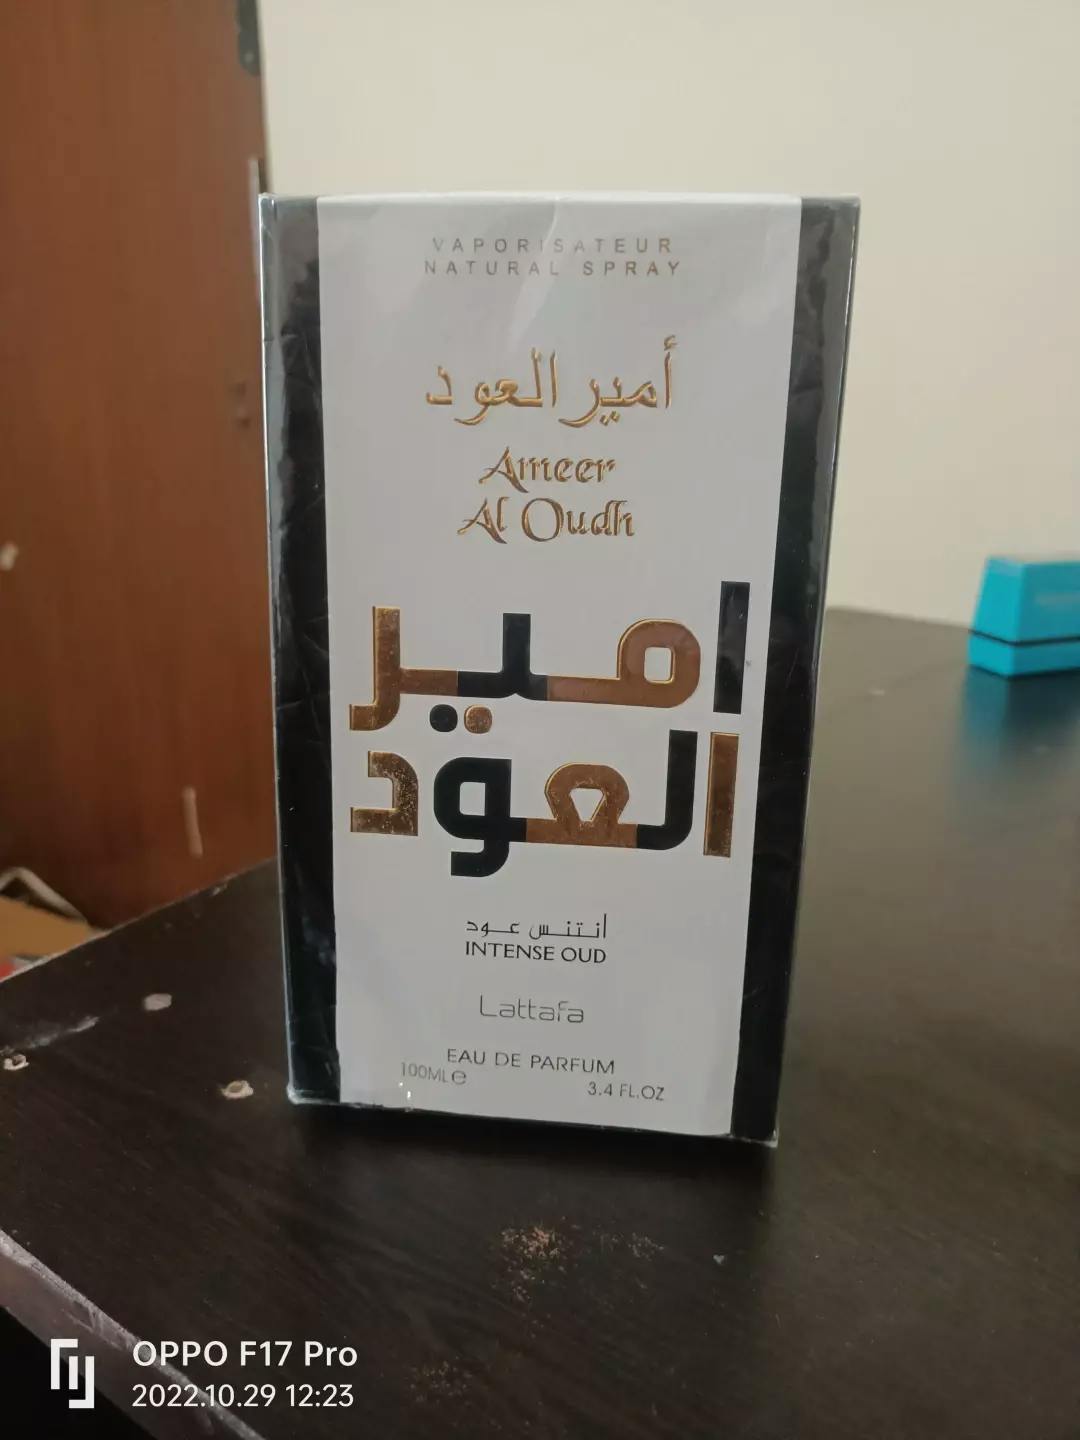 VAPORISATEUR
NATURAL SPRAY
أمير العود
Ameer
Al Oudh
امير
العود
انتنس عود
INTENSE OUD
Lattafa
EAU DE PARFUM
100ML e
3.4 FL.OZ
OPPO F17 Pro
2022.10.29 12:23